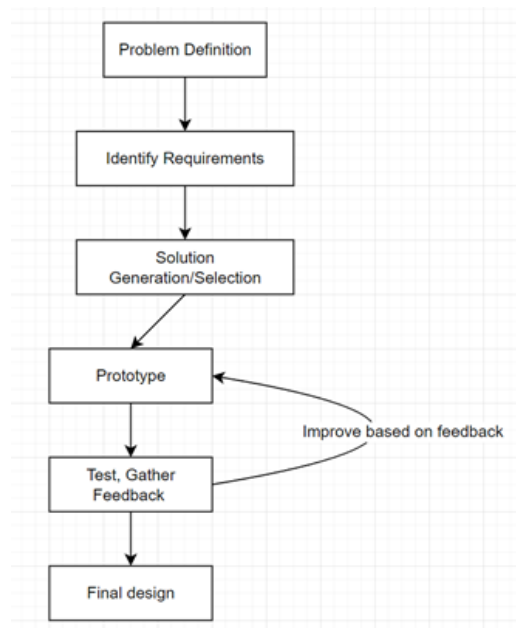 Problem Definition
Identify Requirements
Solution
Generation/Selection
Prototype
Improve based on feedback
Test, Gather
Feedback
Final design